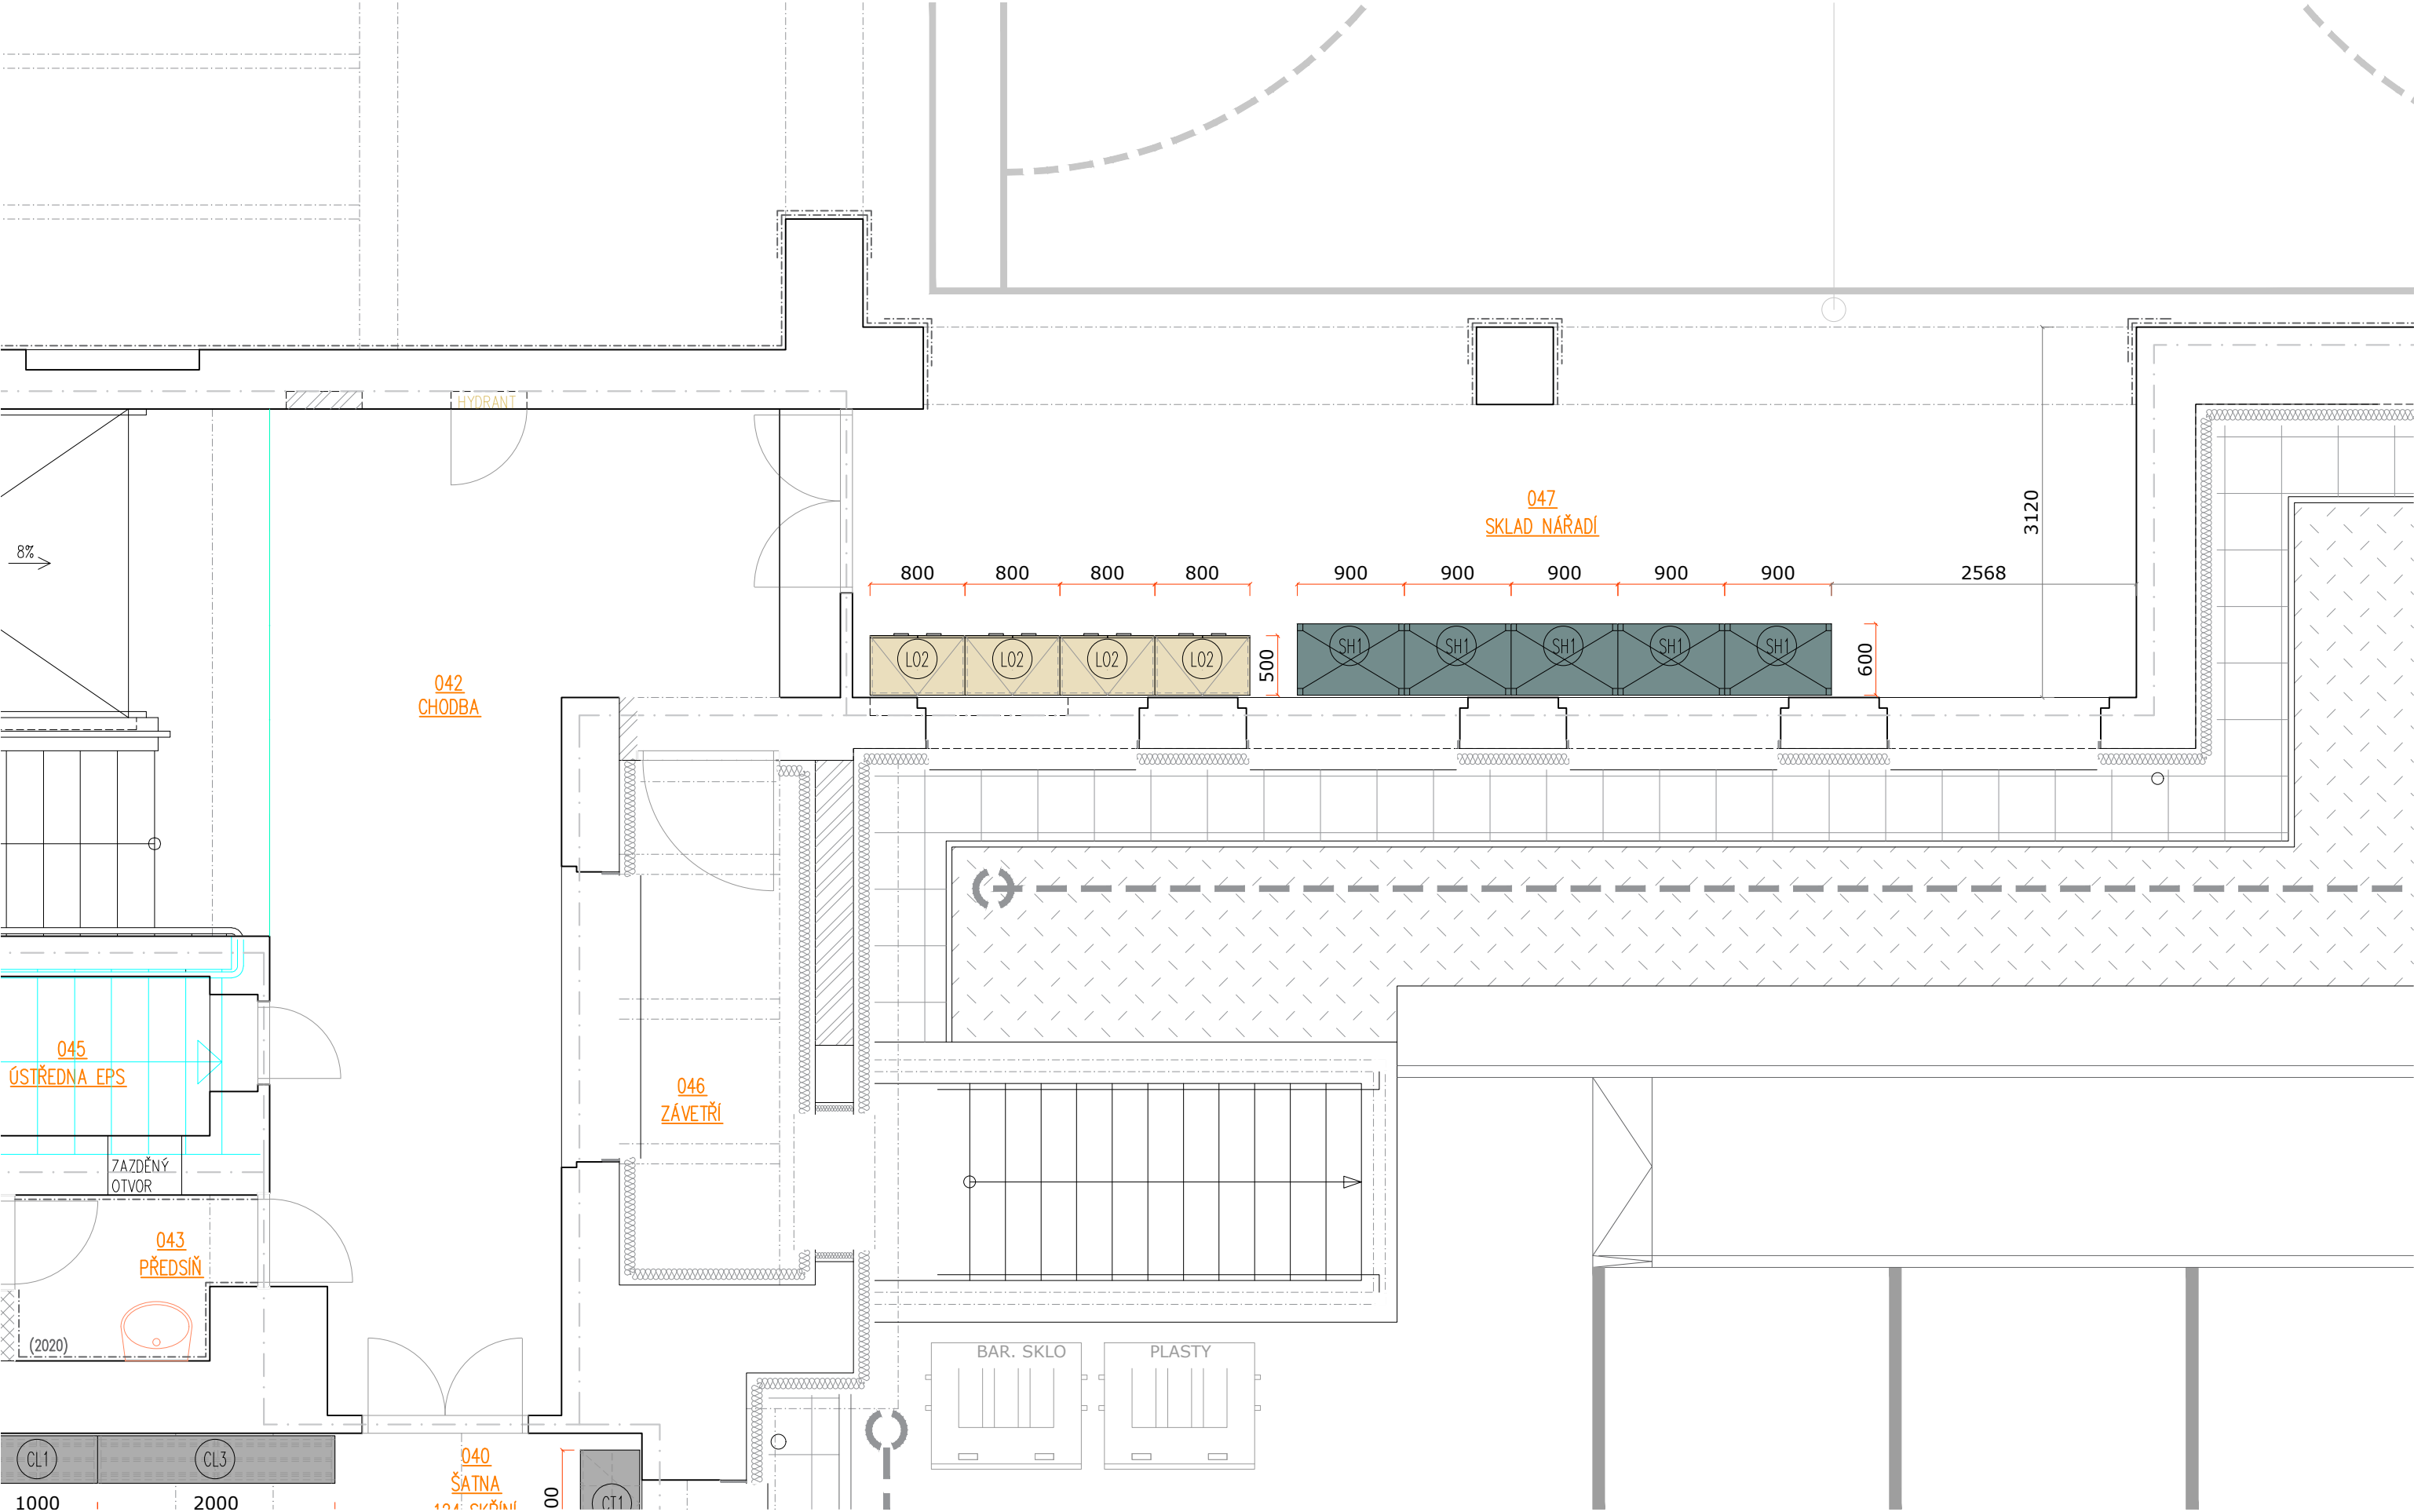 HYDRANT
047
SKLAD NÁŘADÍ
3120
8%
800 800 800 800 900 900 900 900 900 2568
LO2 LO2 LO2 LO2 500 SH1 SH1 SH1 SH1 SH1 600
042
CHODBA
045
ÚSTŘEDNA EPS
046
ZÁVETŘÍ
7A7DĚNÝ
OTVOR
043
PŘEDSÍŇ
(2020)
BAR. SKLO PLASTY
CL1 CL3
040
ŠATNA
1000 2000
00 CT1